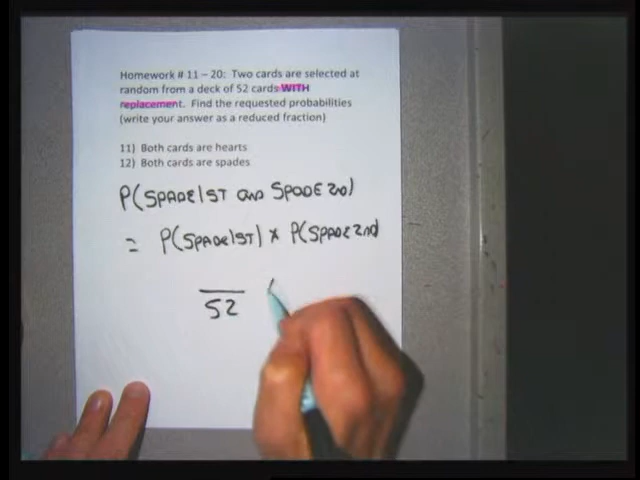 Homework # 11 – 20: Two cards are selected at
random from a deck of 52 cards WITH
replacement. Find the requested probabilities
(write your answer as a reduced fraction)
11) Both cards are hearts
12) Both cards are spades
P(SPADE 1ST AND SPADE 2ND)
= P(SPADE 1ST) × P(SPADE 2ND
52